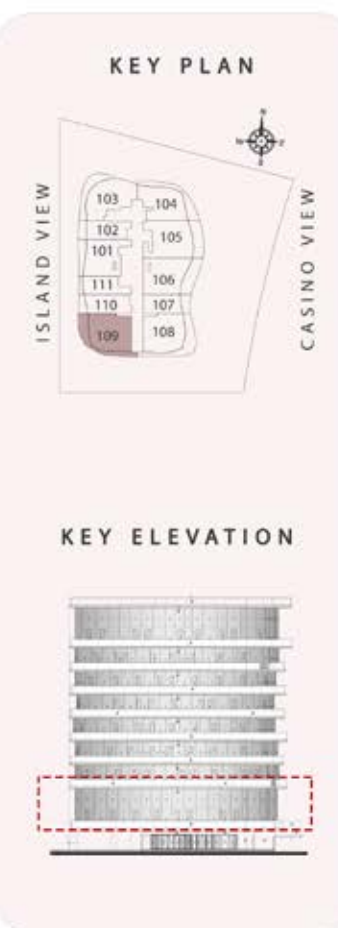 KEY PLAN
N
103
104
102
105
101
106
111
110
107
109
108
ISLAND VIEW
CASINO VIEW
KEY ELEVATION